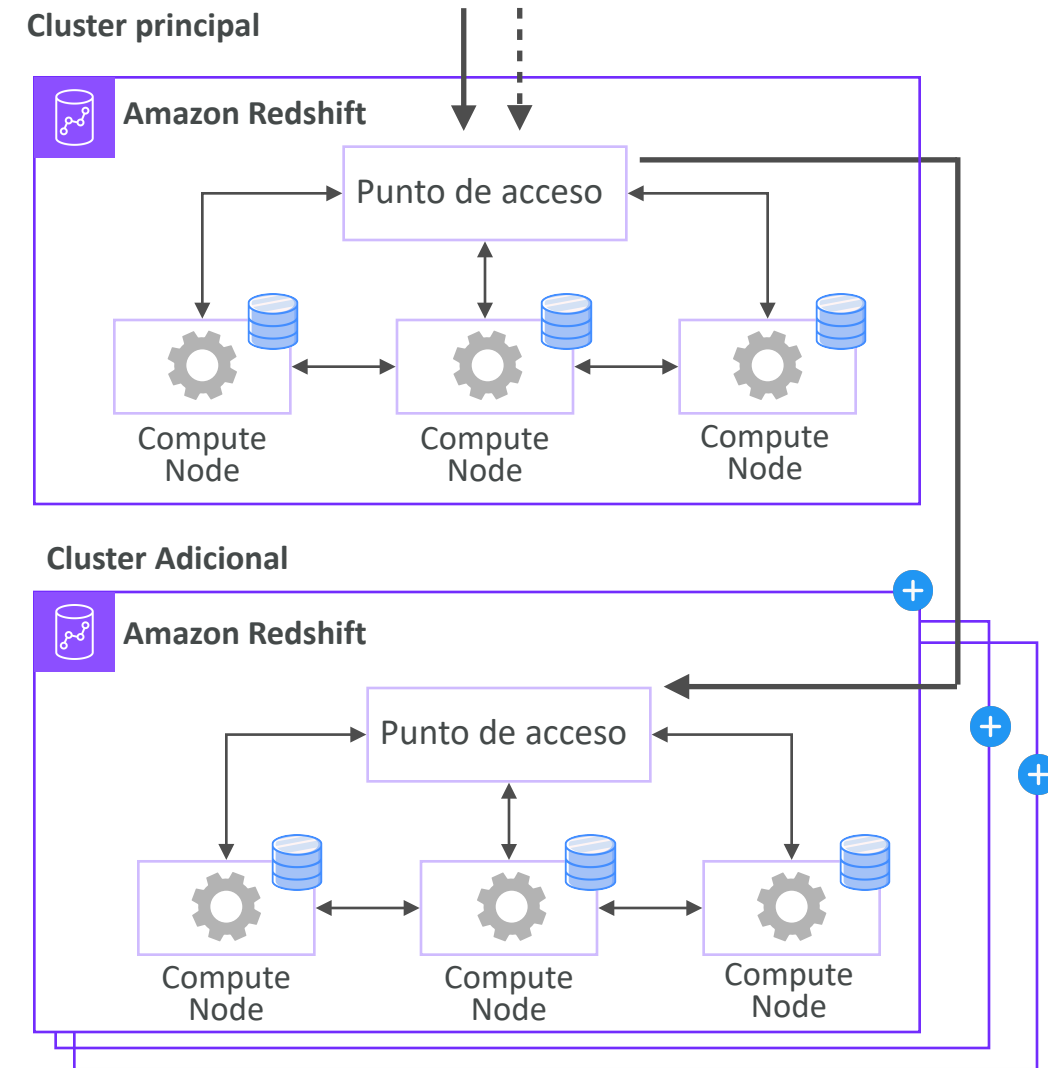 Cluster principal
Amazon Redshift
Punto de acceso
Compute
Node
Compute
Node
Compute
Node
Cluster Adicional
Amazon Redshift
Punto de acceso
Compute
Node
Compute
Node
Compute
Node